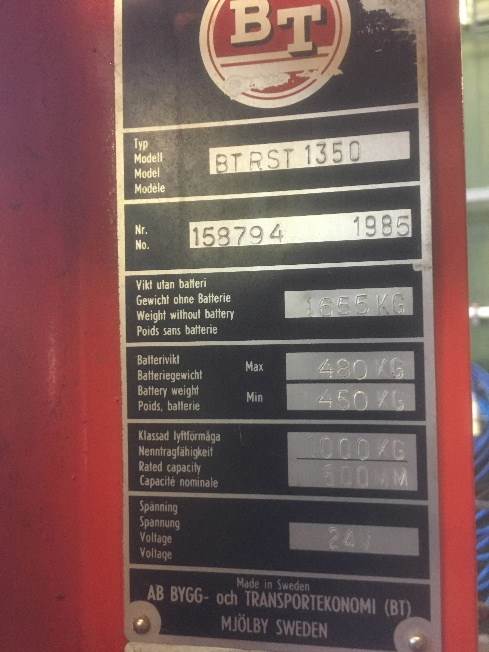 BT
Typ
Modell
Model
Modèle
BT RST 1350
Nr.
No.
158794 1985
Vikt utan batteri
Gewicht ohne Batterie
Weight without battery
Poids sans batterie
1655 KG
Batterivikt
Batteriegewicht
Battery weight
Poids, batterie
Max 480 KG
Min 450 KG
Klassad lyftförmåga
Nenntragfähigkeit
Rated capacity
Capacité nominale
1000 KG
600 MM
Spänning
Spannung
Voltage
Voltage
24V
Made in Sweden
AB BYGG- och TRANSPORTEKONOMI (BT)
MJÖLBY SWEDEN